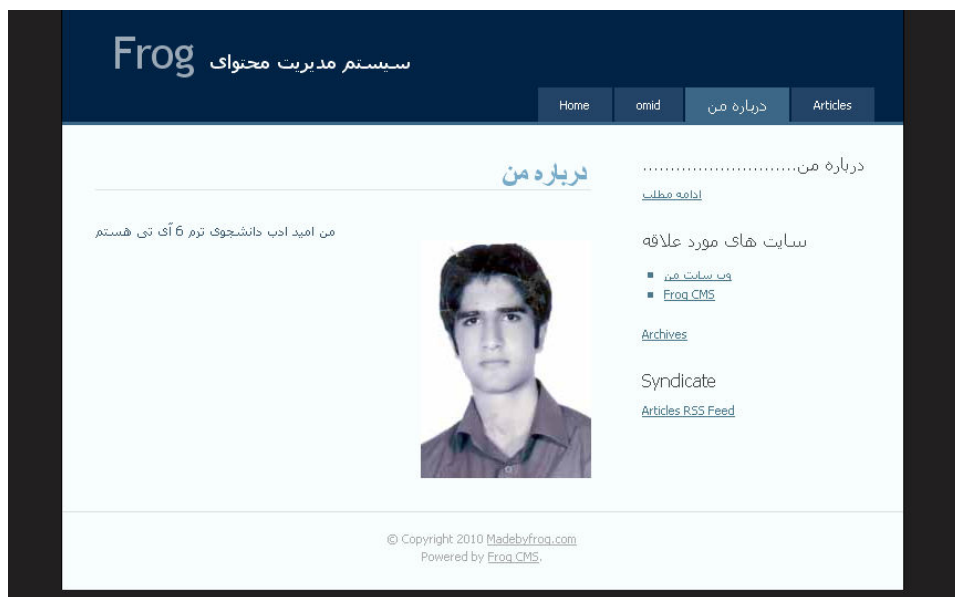 سیستم مدیریت محتوای Frog
Home
omid
درباره من
Articles
درباره من
من امید ادب دانشجوی ترم 6 آی تی هستم
درباره من............................
ادامه مطلب
سایت های مورد علاقه
وب سایت من
Frog CMS
Archives
Syndicate
Articles RSS Feed
© Copyright 2010 Madebyfrog.com
Powered by Frog CMS.